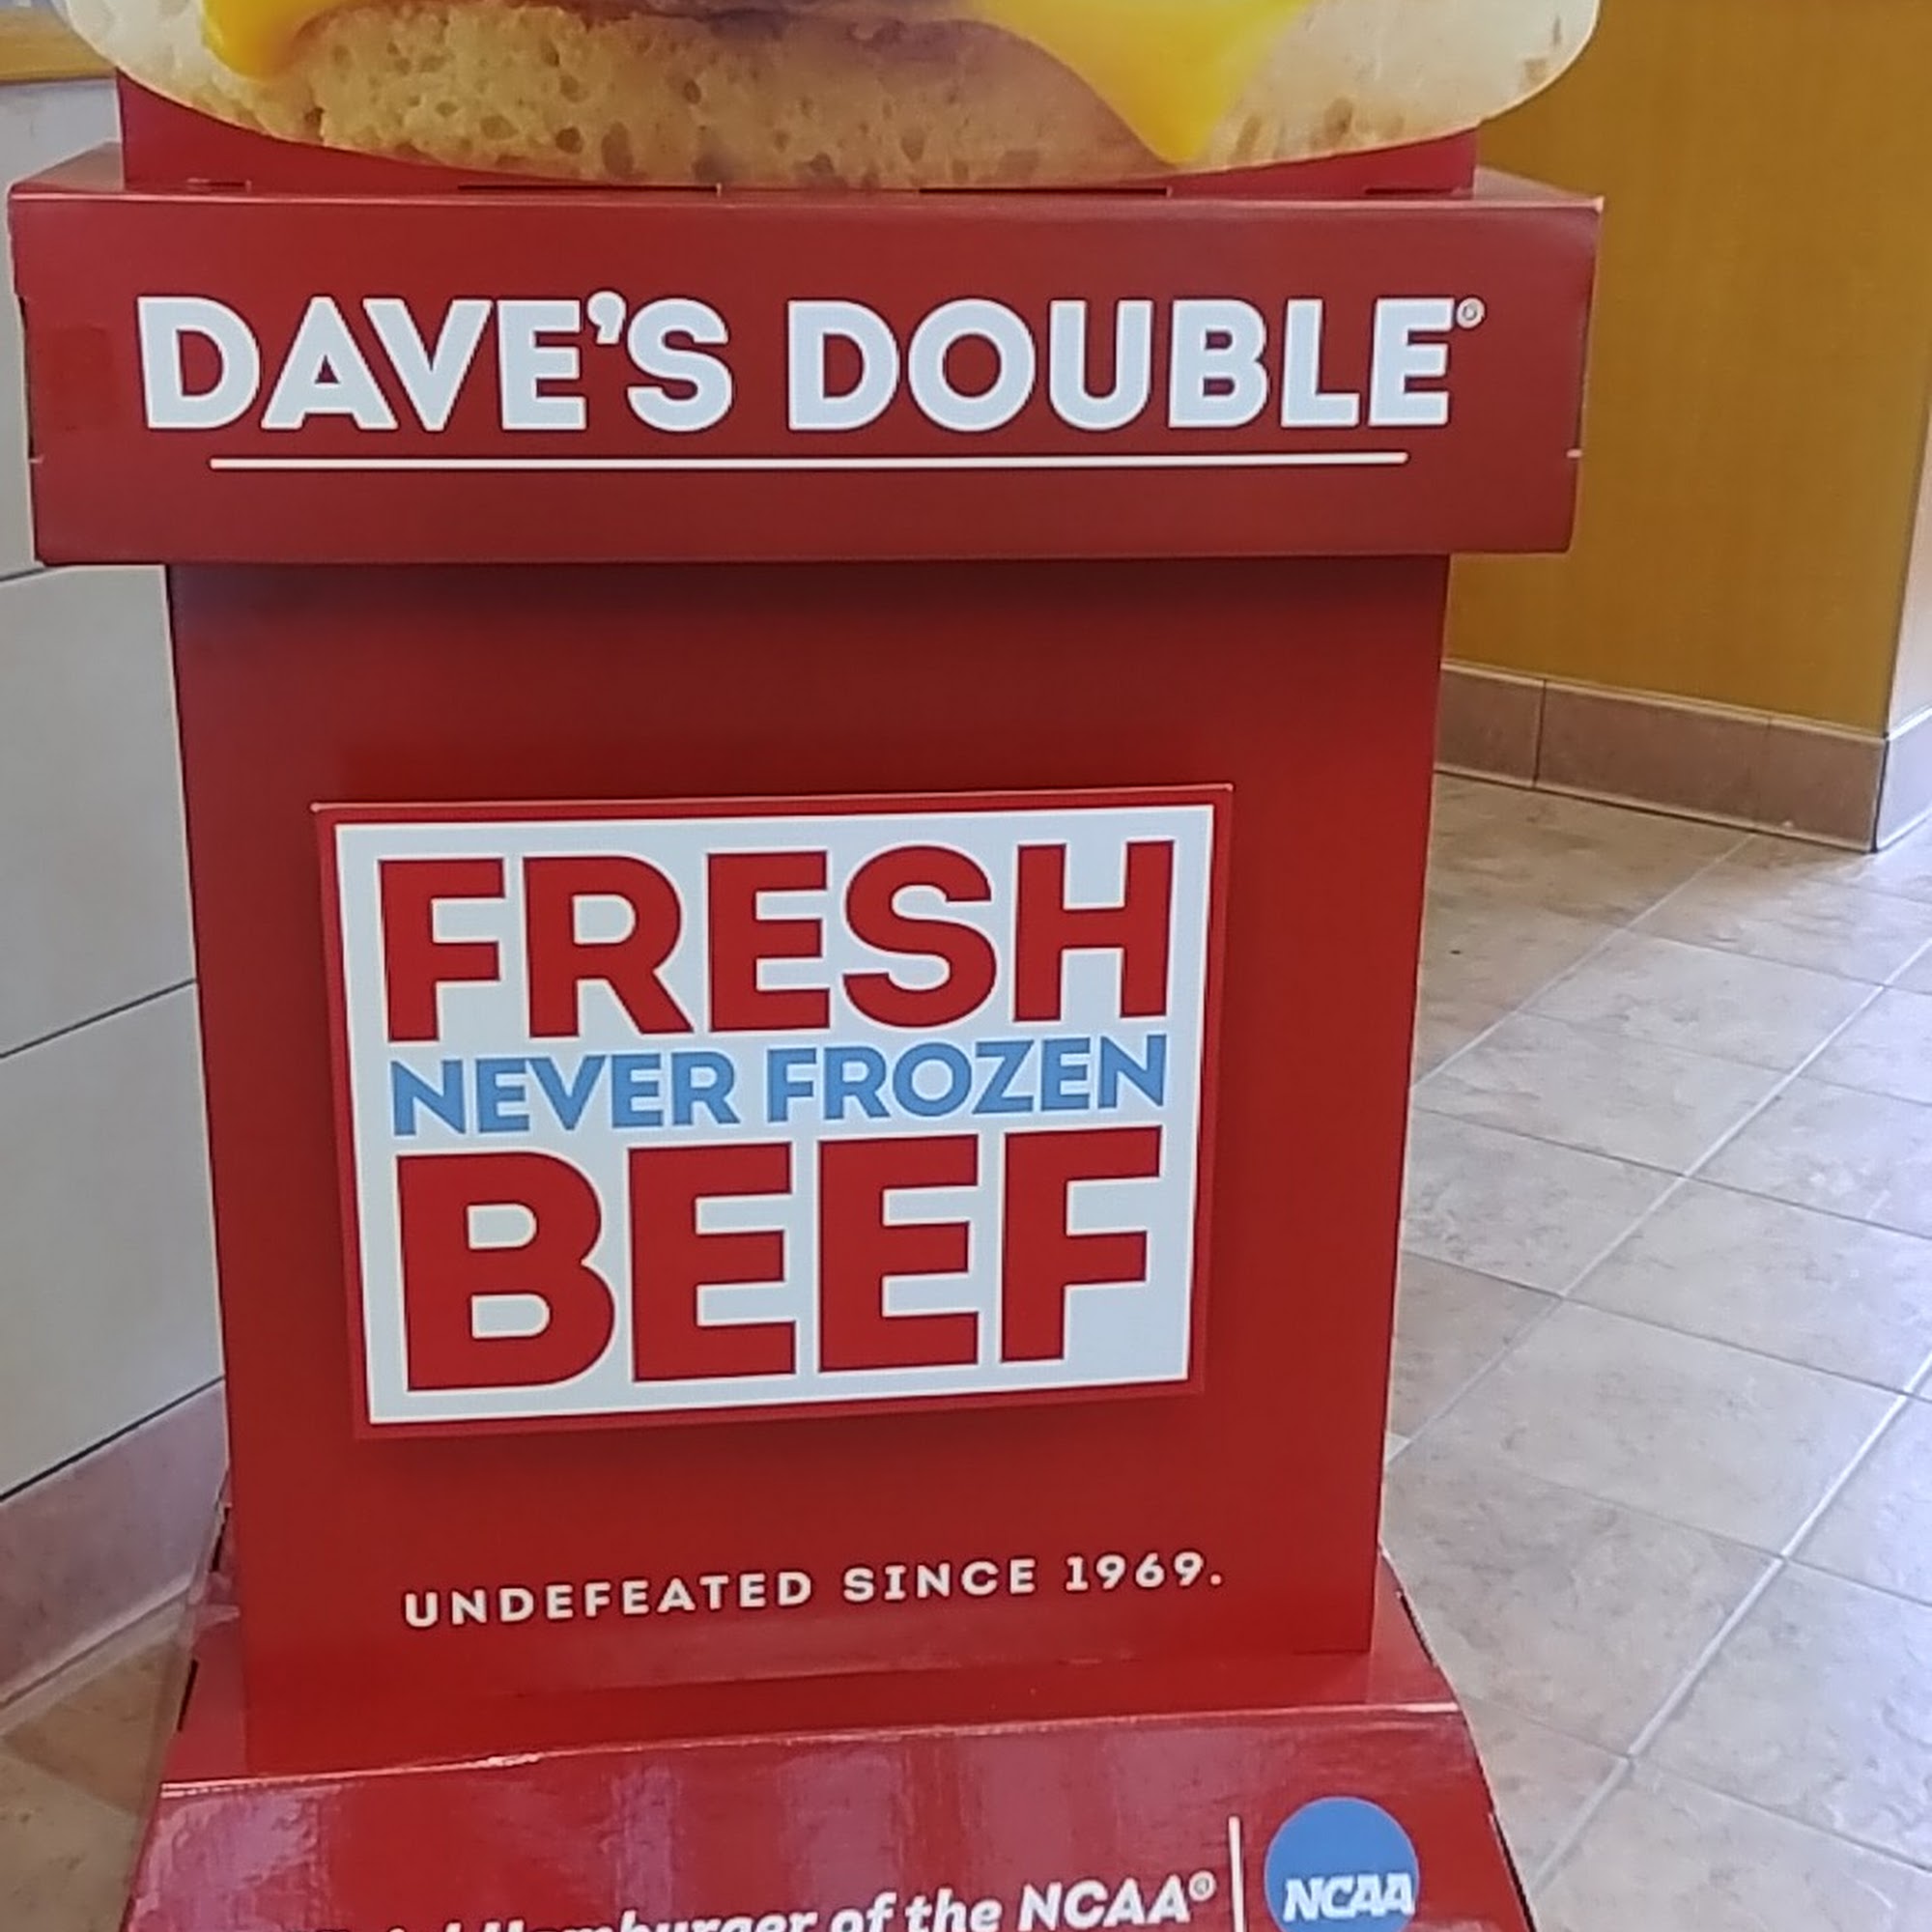 DAVE'S DOUBLE®
FRESH
NEVER FROZEN
BEEF
UNDEFEATED SINCE 1969.
Hamburger of the NCAA®
NCAA